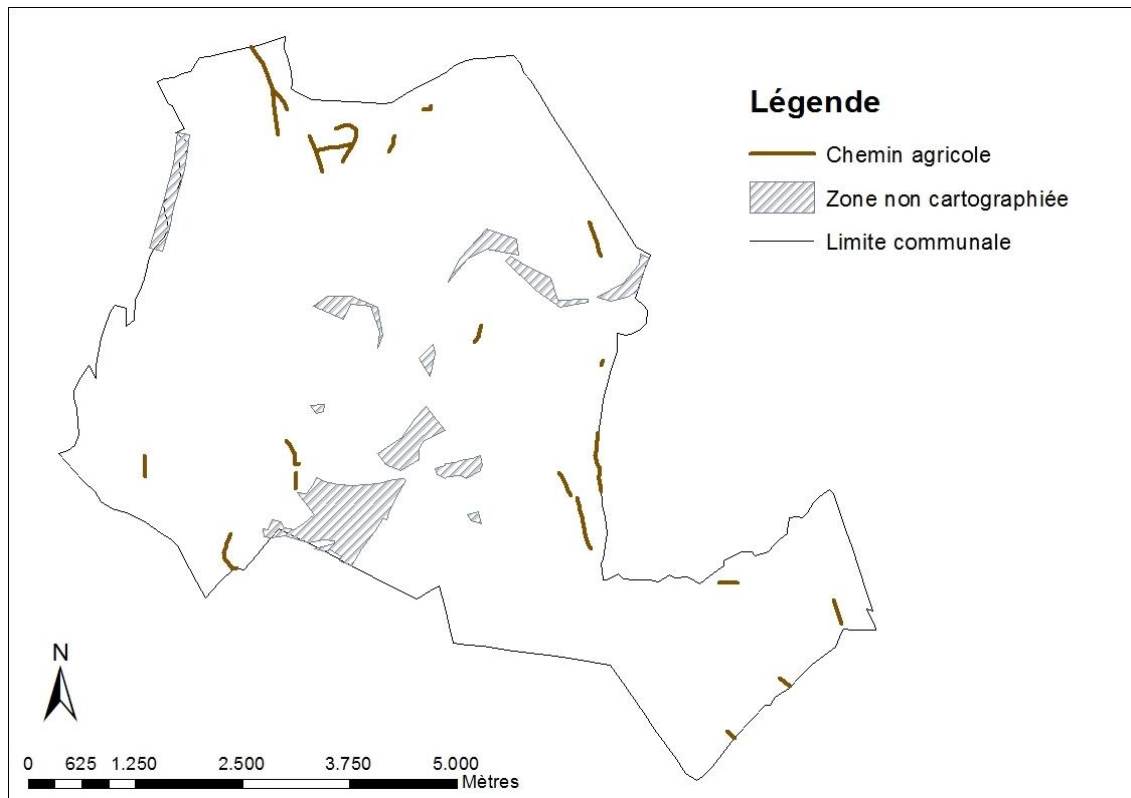 Légende
Chemin agricole
Zone non cartographiée
Limite communale
N
0 625 1.250 2.500 3.750 5.000
Mètres